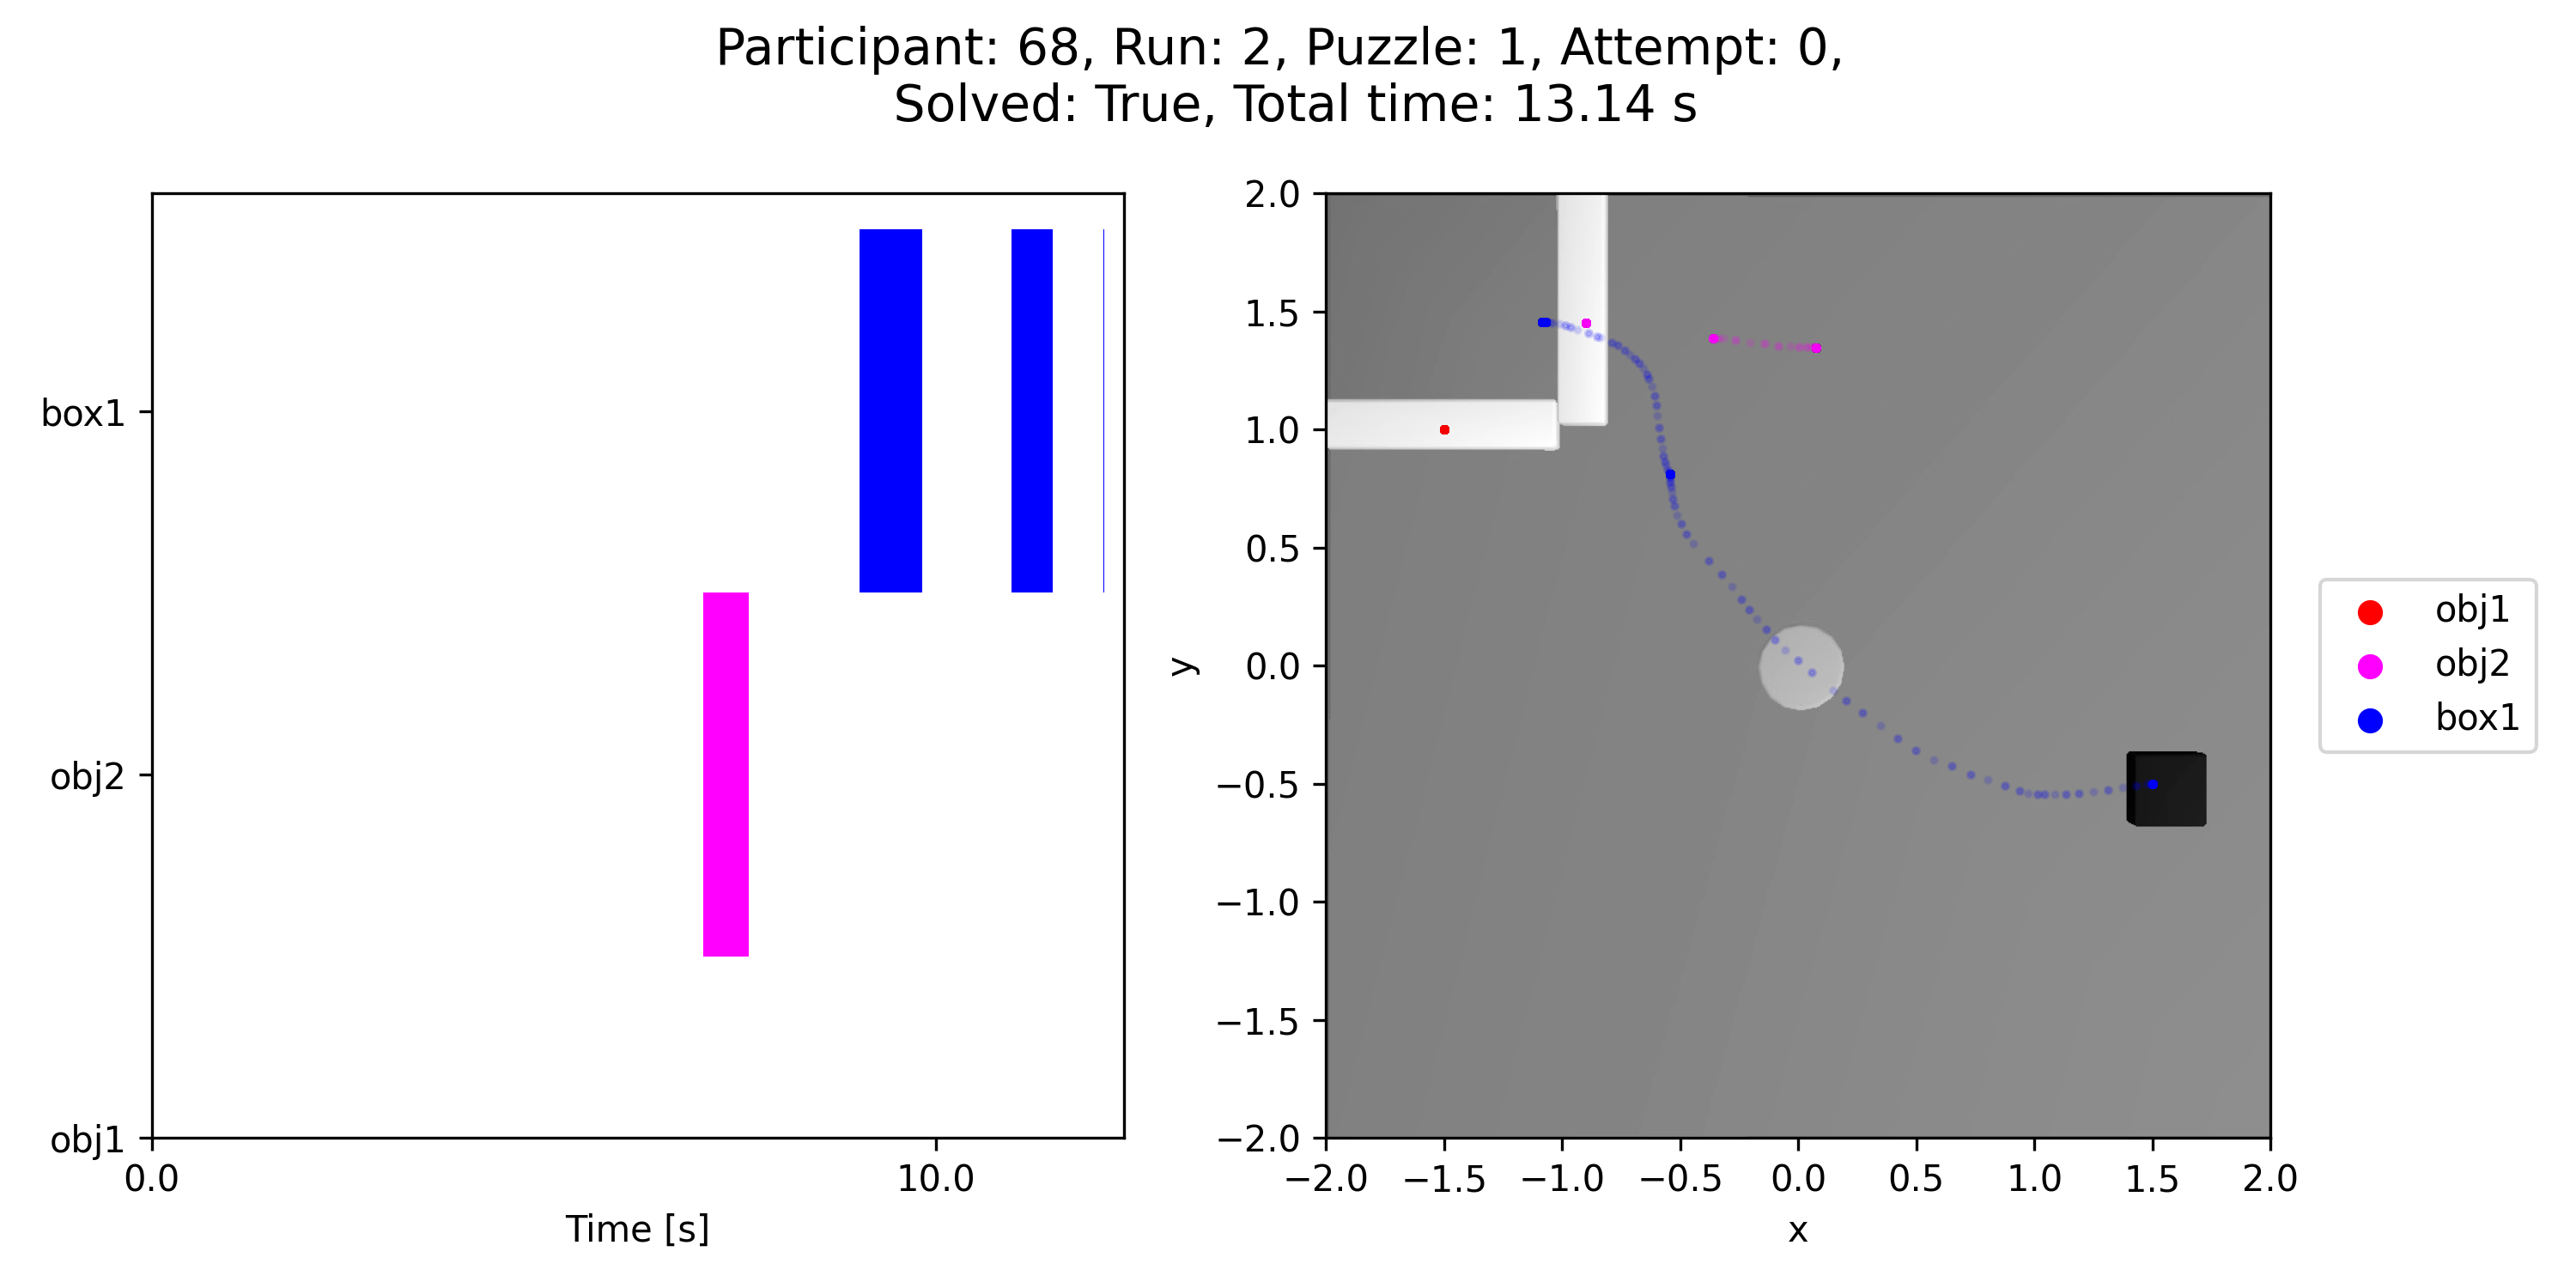 Participant: 68, Run: 2, Puzzle: 1, Attempt: 0,
Solved: True, Total time: 13.14 s
box1
obj2
obj1
0.0
10.0
Time [s]
y
2.0
1.5
1.0
0.5
0.0
−0.5
−1.0
−1.5
−2.0
−2.0
−1.5
−1.0
−0.5
0.0
0.5
1.0
1.5
2.0
x
obj1
obj2
box1